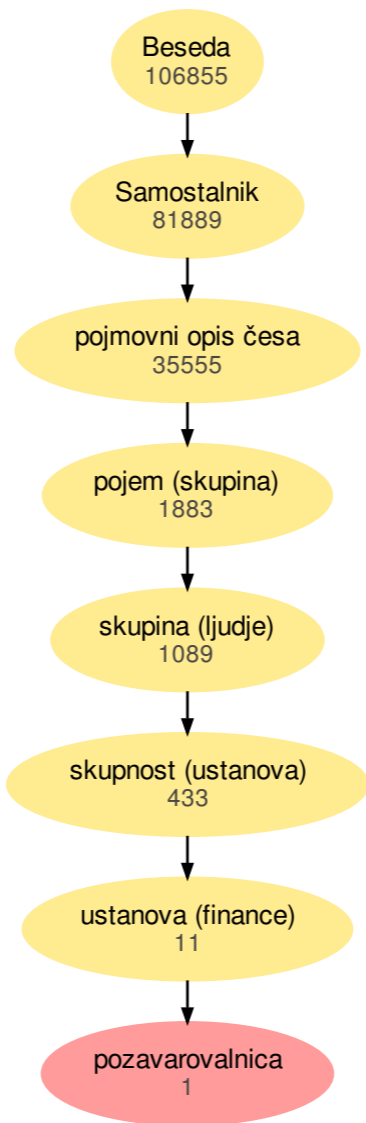 Beseda
106855
Samostalnik
81889
pojmovni opis česa
35555
pojem (skupina)
1883
skupina (ljudje)
1089
skupnost (ustanova)
433
ustanova (finance)
11
pozavarovalnica
1